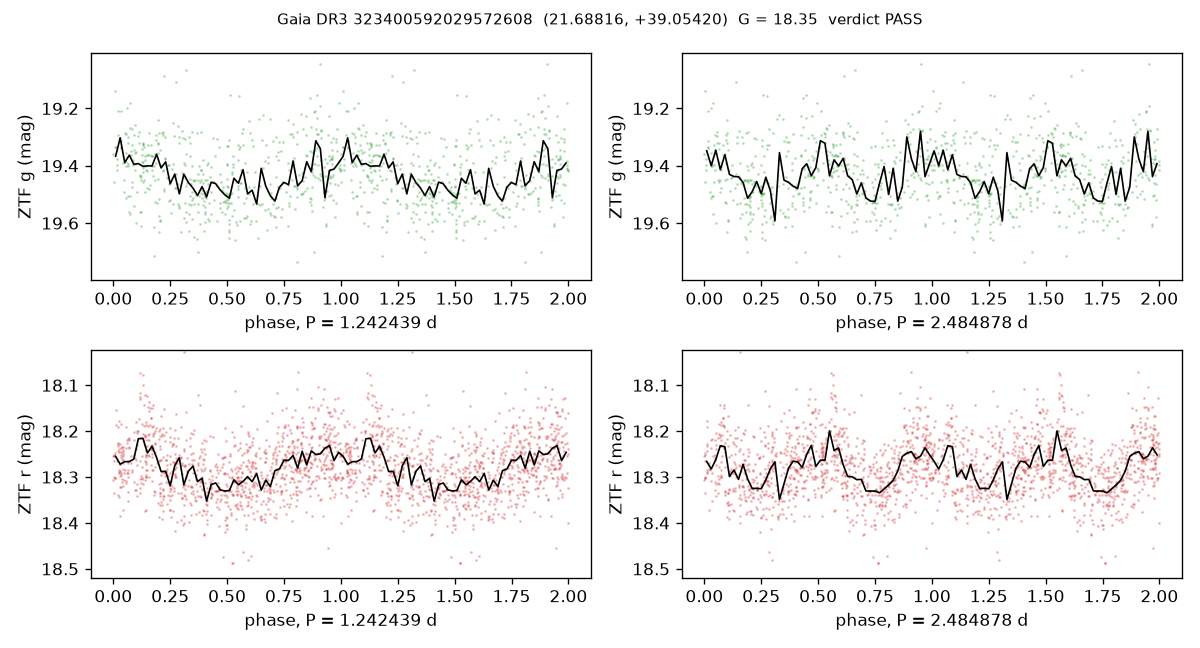 Gaia DR3 323400592029572608 (21.68816, +39.05420) G = 18.35 verdict PASS
ZTF g (mag)
19.2
19.4
19.6
0.00 0.25 0.50 0.75 1.00 1.25 1.50 1.75 2.00
phase, P = 1.242439 d
ZTF g (mag)
19.2
19.4
19.6
0.00 0.25 0.50 0.75 1.00 1.25 1.50 1.75 2.00
phase, P = 2.484878 d
ZTF r (mag)
18.1
18.2
18.3
18.4
18.5
0.00 0.25 0.50 0.75 1.00 1.25 1.50 1.75 2.00
phase, P = 1.242439 d
ZTF r (mag)
18.1
18.2
18.3
18.4
18.5
0.00 0.25 0.50 0.75 1.00 1.25 1.50 1.75 2.00
phase, P = 2.484878 d